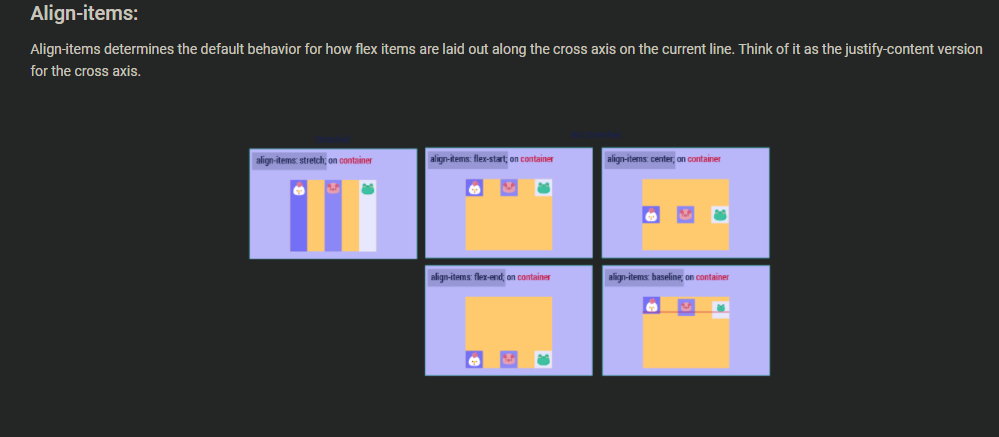 Align-items:
Align-items determines the default behavior for how flex items are laid out along the cross axis on the current line. Think of it as the justify-content version
for the cross axis.
align-items: stretch; on container
align-items: flex-start; on container
align-items: center; on container
align-items: flex-end; on container
align-items: baseline; on container